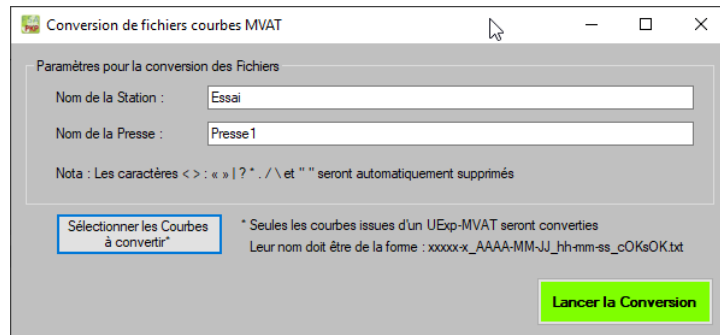 Conversion de fichiers courbes MVAT
Paramètres pour la conversion des Fichiers
Nom de la Station : Essai
Nom de la Presse : Presse1
Nota : Les caractères < > : « » | ? * . / \ et " " seront automatiquement supprimés
Sélectionner les Courbes
à convertir*
* Seules les courbes issues d'un UExp-MVAT seront converties
Leur nom doit être de la forme : xxxxx-x_AAAA-MM-JJ_hh-mm-ss_cOKsOK.txt
Lancer la Conversion